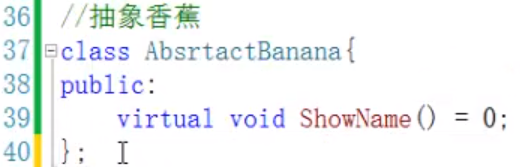 36 //抽象香蕉
37 class AbsrtactBanana{
38 public:
39 virtual void ShowName() = 0;
40 };